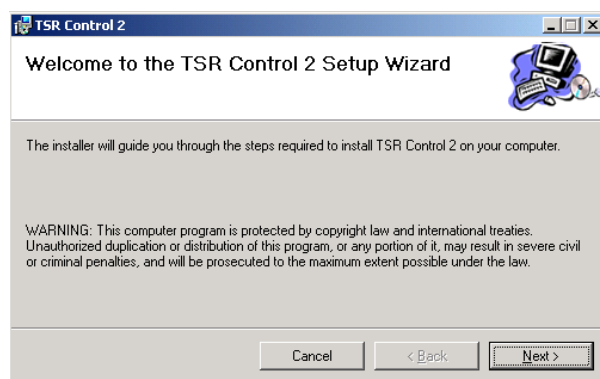 TSR Control 2
Welcome to the TSR Control 2 Setup Wizard
The installer will guide you through the steps required to install TSR Control 2 on your computer.
WARNING: This computer program is protected by copyright law and international treaties.
Unauthorized duplication or distribution of this program, or any portion of it, may result in severe civil
or criminal penalties, and will be prosecuted to the maximum extent possible under the law.
Cancel
< Back
Next >